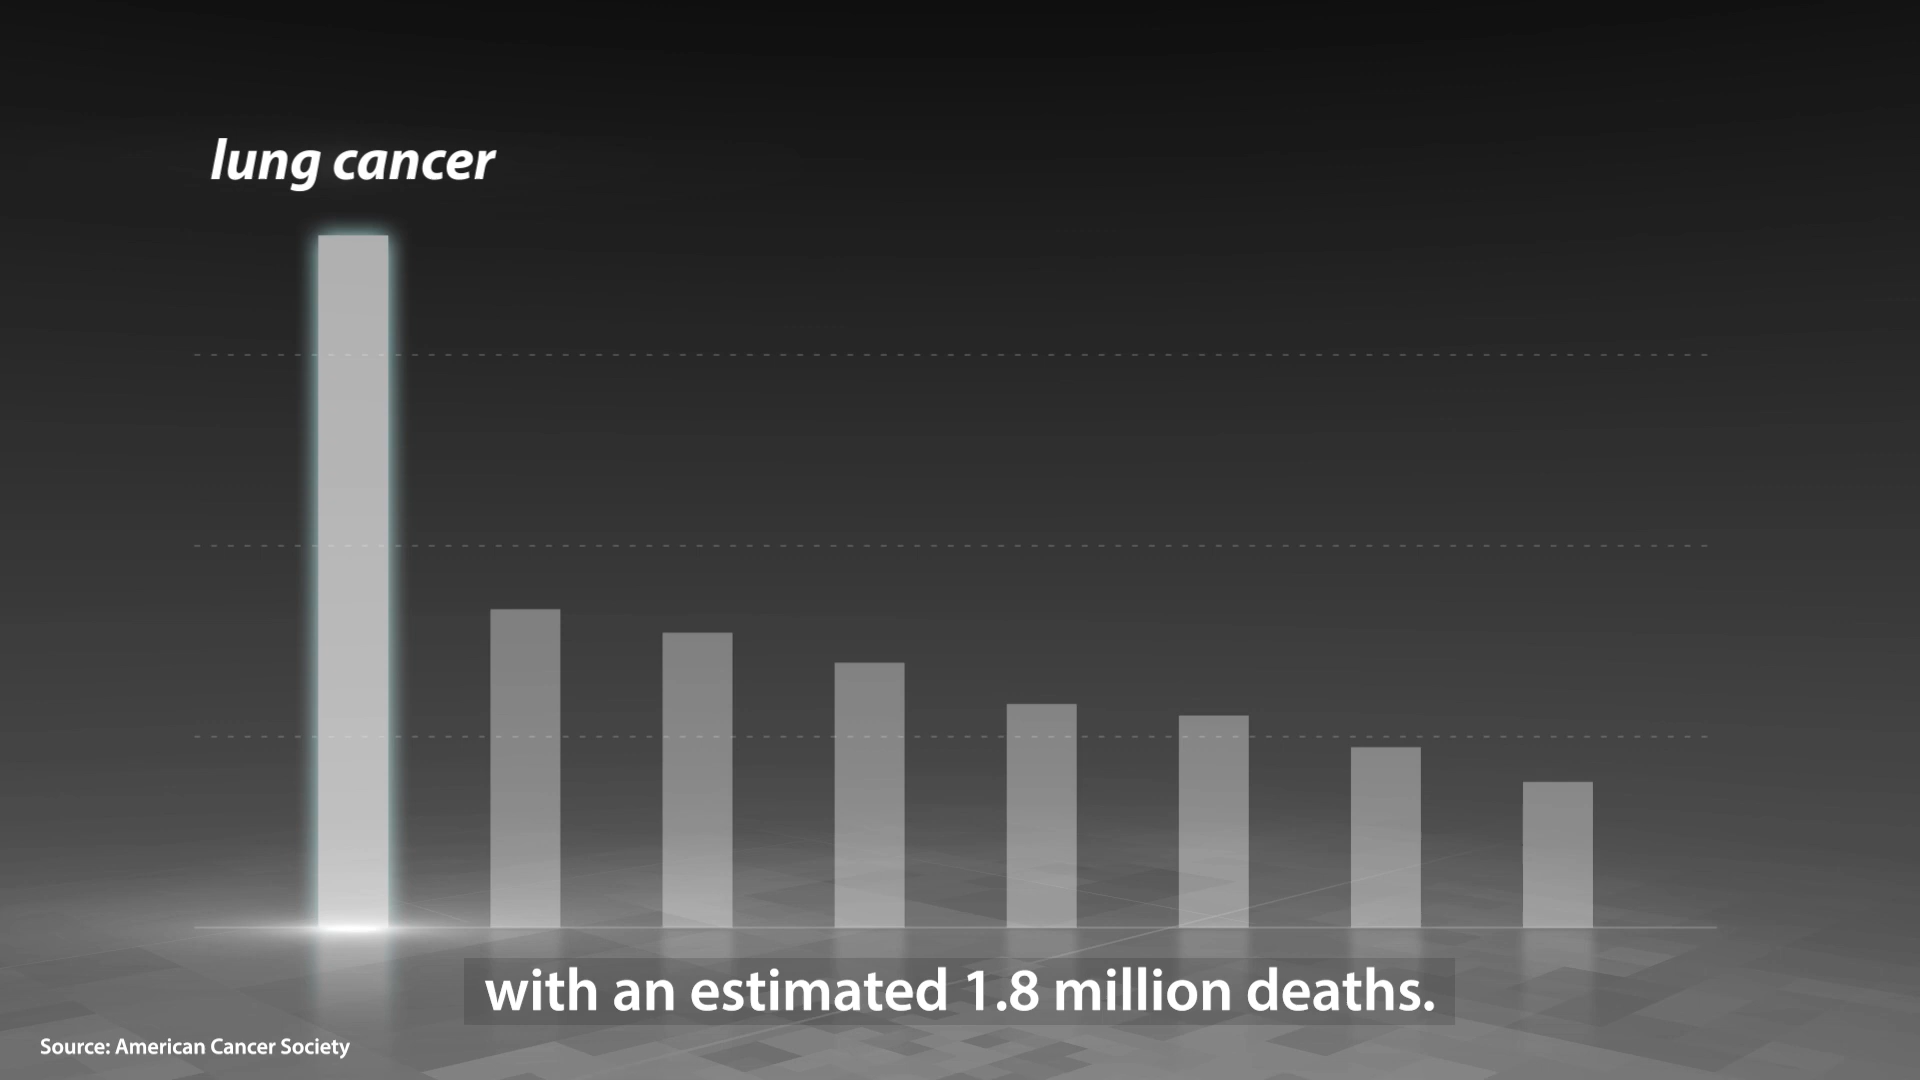 lung cancer
with an estimated 1.8 million deaths.
Source: American Cancer Society